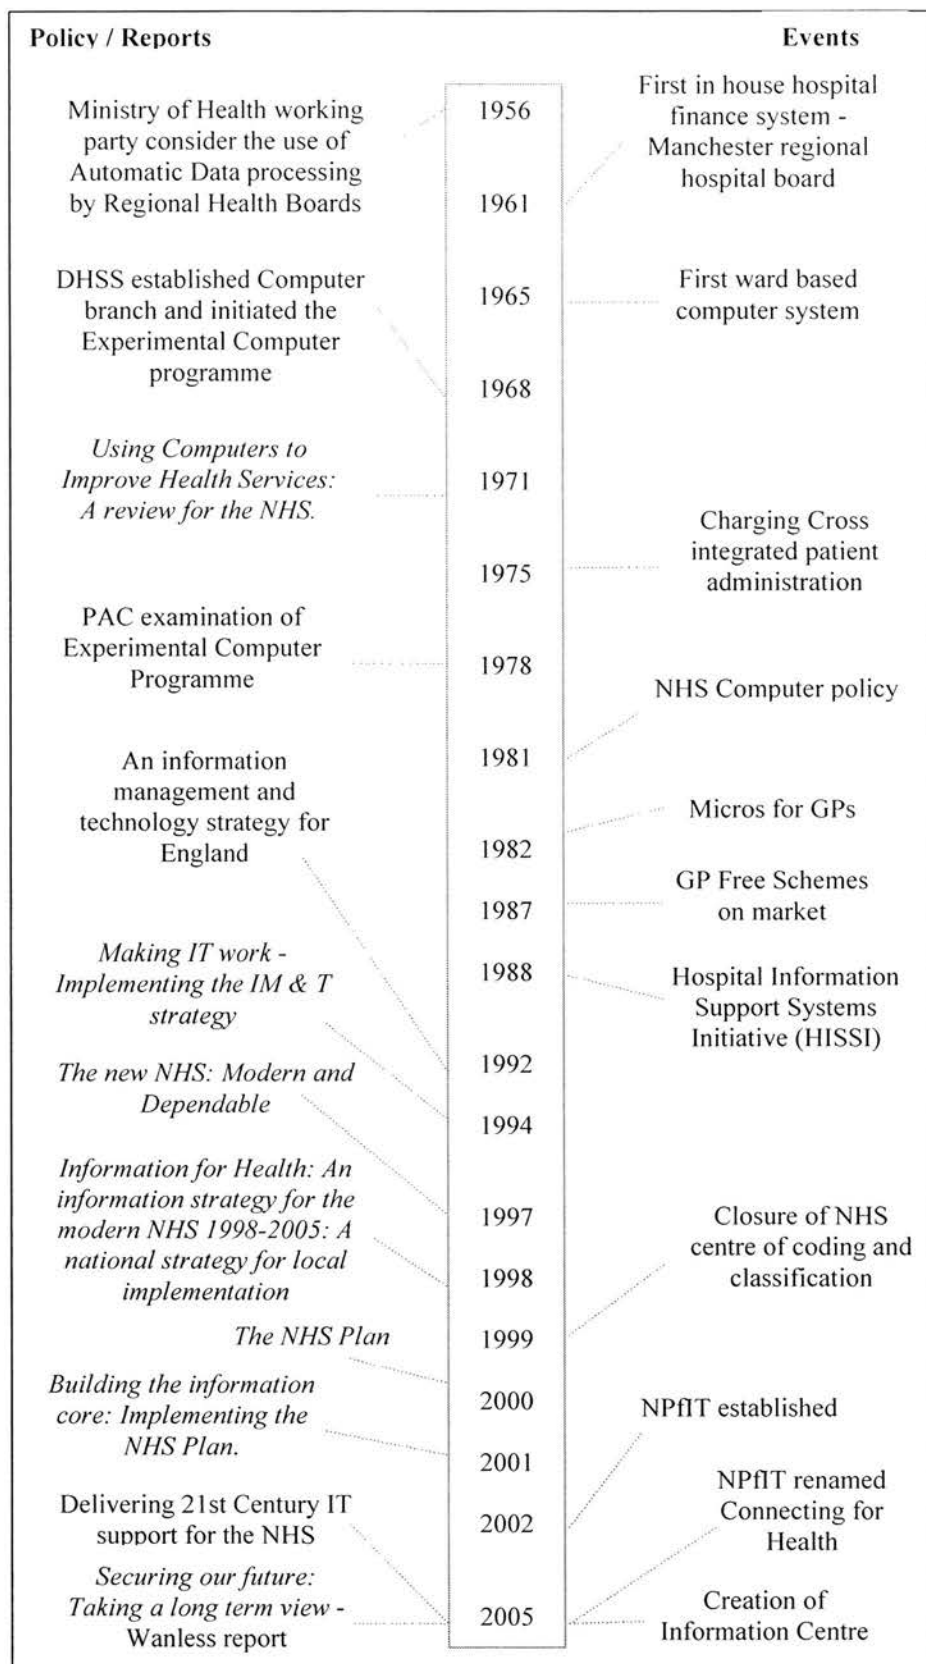 Policy / Reports
Events
Ministry of Health working
party consider the use of
Automatic Data processing
by Regional Health Boards
1956
First in house hospital
finance system -
Manchester regional
hospital board
1961
DHSS established Computer
branch and initiated the
Experimental Computer
programme
1965
First ward based
computer system
1968
Using Computers to
Improve Health Services:
A review for the NHS.
1971
Charging Cross
integrated patient
administration
1975
PAC examination of
Experimental Computer
Programme
1978
NHS Computer policy
1981
An information
management and
technology strategy for
England
Micros for GPs
1982
GP Free Schemes
on market
1987
Making IT work -
Implementing the IM & T
strategy
1988
Hospital Information
Support Systems
Initiative (HISSI)
1992
The new NHS: Modern and
Dependable
1994
Information for Health: An
information strategy for the
modern NHS 1998-2005: A
national strategy for local
implementation
1997
Closure of NHS
centre of coding and
classification
1998
The NHS Plan
1999
Building the information
core: Implementing the
NHS Plan.
2000
NPfIT established
2001
Delivering 21st Century IT
support for the NHS
2002
NPfIT renamed
Connecting for
Health
Securing our future:
Taking a long term view -
Wanless report
2005
Creation of
Information Centre